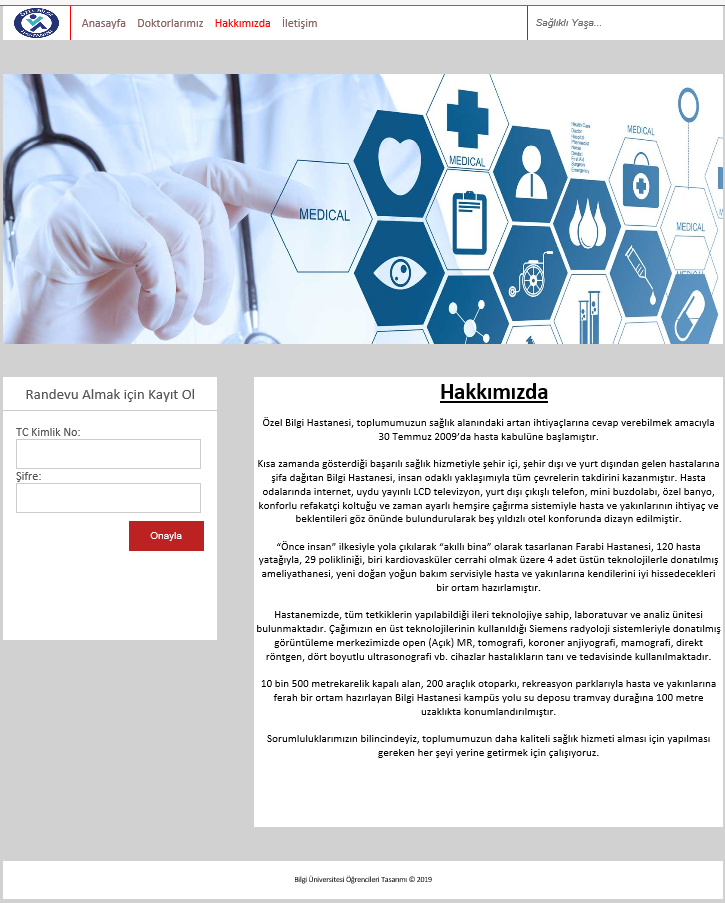 Anasayfa Doktorlarımız Hakkımızda İletişim
Sağlıklı Yaşa...
MEDICAL
MEDICAL
MEDICAL
MEDICAL
Randevu Almak için Kayıt Ol
TC Kimlik No:
Şifre:
Onayla
Hakkımızda
Özel Bilgi Hastanesi, toplumumuzun sağlık alanındaki artan ihtiyaçlarına cevap verebilmek amacıyla
30 Temmuz 2009'da hasta kabulüne başlamıştır.
Kısa zamanda gösterdiği başarılı sağlık hizmetiyle şehir içi, şehir dışı ve yurt dışından gelen hastalarına
şifa dağıtan Bilgi Hastanesi, insan odaklı yaklaşımıyla tüm çevrelerin takdirini kazanmıştır. Hasta
odalarında internet, uydu yayınlı LCD televizyon, yurt dışı çıkışlı telefon, mini buzdolabı, özel banyo,
konforlu refakatçi koltuğu ve zaman ayarlı hemşire çağırma sistemiyle hasta ve yakınlarının ihtiyaç ve
beklentileri göz önünde bulundurularak beş yıldızlı otel konforunda dizayn edilmiştir.
“Önce insan” ilkesiyle yola çıkılarak “akıllı bina” olarak tasarlanan Farabi Hastanesi, 120 hasta
yatağıyla, 29 polikliniği, biri kardiovasküler cerrahi olmak üzere 4 adet üstün teknolojilerle donatılmış
ameliyathanesi, yeni doğan yoğun bakım servisiyle hasta ve yakınlarına kendilerini iyi hissedecekleri
bir ortam hazırlamıştır.
Hastanemizde, tüm tetkiklerin yapılabildiği ileri teknolojiye sahip, laboratuvar ve analiz ünitesi
bulunmaktadır. Çağımızın en üst teknolojilerinin kullanıldığı Siemens radyoloji sistemleriyle donatılmış
görüntüleme merkezimizde open (Açık) MR, tomografi, koroner anjiyografi, mamografi, direkt
röntgen, dört boyutlu ultrasonografi vb. cihazlar hastalıkların tanı ve tedavisinde kullanılmaktadır.
10 bin 500 metrekarelik kapalı alan, 200 araçlık otoparkı, rekreasyon parklarıyla hasta ve yakınlarına
ferah bir ortam hazırlayan Bilgi Hastanesi kampüs yolu su deposu tramvay durağına 100 metre
uzaklıkta konumlandırılmıştır.
Sorumluluklarımızın bilincindeyiz, toplumumuzun daha kaliteli sağlık hizmeti alması için yapılması
gereken her şeyi yerine getirmek için çalışıyoruz.
Bilgi Üniversitesi Öğrencileri Tasarımı © 2019